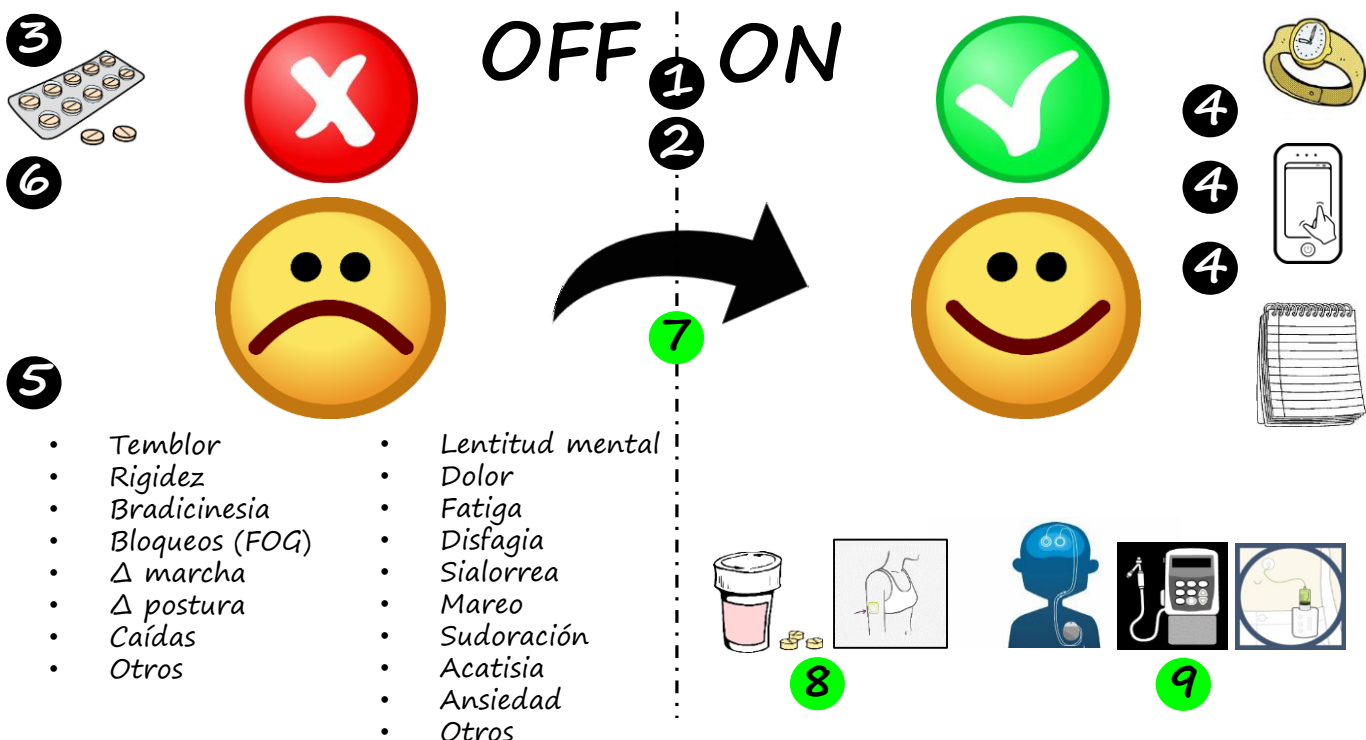 3
OFF
ON
1
2
4
6
4
4
7
5
• Temblor
• Rigidez
• Bradicinesia
• Bloqueos (FOG)
• Δ marcha
• Δ postura
• Caídas
• Otros
• Lentitud mental
• Dolor
• Fatiga
• Disfagia
• Sialorrea
• Mareo
• Sudoración
• Acatisia
• Ansiedad
• Otros
8
9